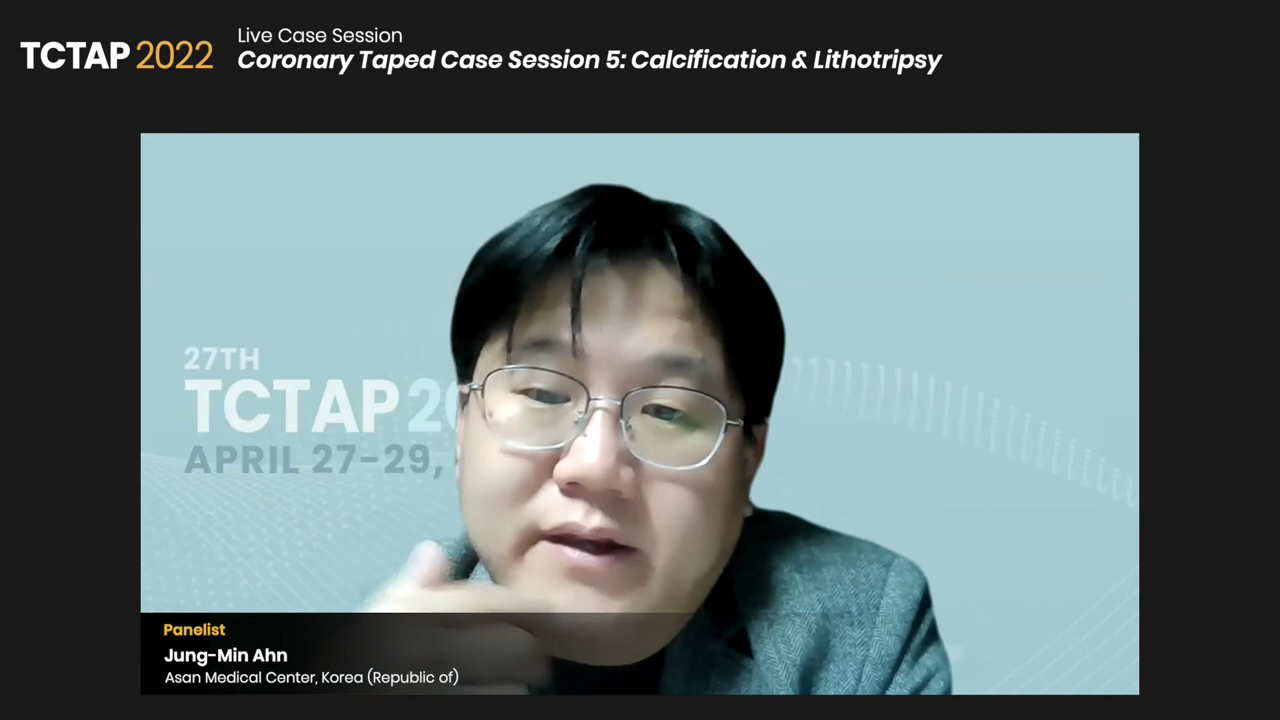 TCTAP 2022
Live Case Session
Coronary Taped Case Session 5: Calcification & Lithotripsy
27TH
TCTAP 20
APRIL 27-29,
Panelist
Jung-Min Ahn
Asan Medical Center, Korea (Republic of)